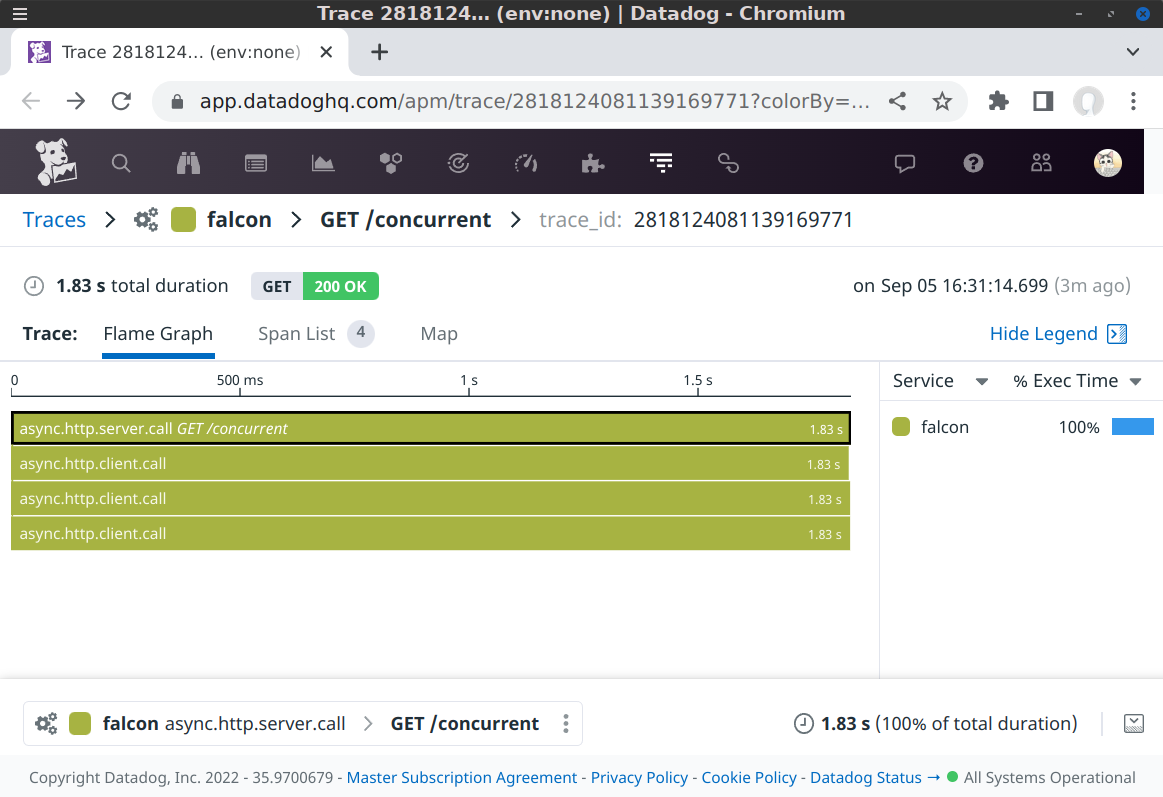 Trace 2818124... (env:none) | Datadog - Chromium
Trace 2818124... (env:none)
app.datadoghq.com/apm/trace/2818124081139169771?colorBy=...
Traces falcon GET /concurrent trace_id: 2818124081139169771
1.83 s total duration GET 200 OK on Sep 05 16:31:14.699 (3m ago)
Trace: Flame Graph Span List 4 Map Hide Legend
0 500 ms 1 s 1.5 s
Service % Exec Time
async.http.server.call GET /concurrent 1.83 s
falcon 100%
async.http.client.call 1.83 s
async.http.client.call 1.83 s
async.http.client.call 1.83 s
falcon async.http.server.call GET /concurrent 1.83 s (100% of total duration)
Copyright Datadog, Inc. 2022 - 35.9700679 - Master Subscription Agreement - Privacy Policy - Cookie Policy - Datadog Status → All Systems Operational